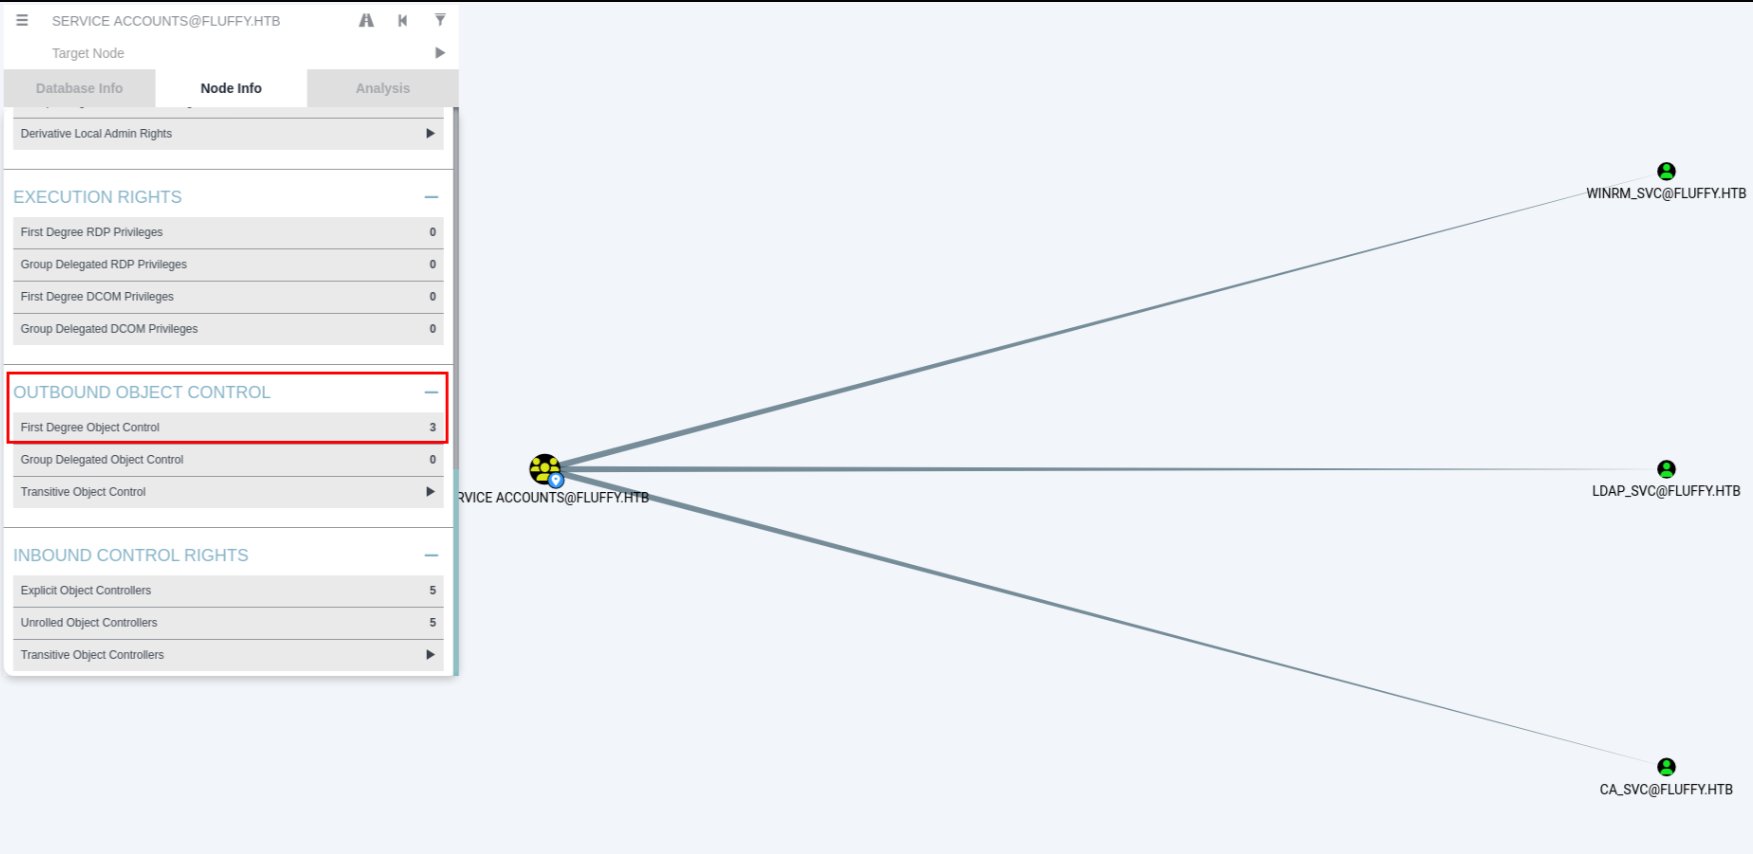 SERVICE ACCOUNTS@FLUFFY.HTB
Target Node
Database Info Node Info Analysis
Derivative Local Admin Rights
EXECUTION RIGHTS
First Degree RDP Privileges 0
Group Delegated RDP Privileges 0
First Degree DCOM Privileges 0
Group Delegated DCOM Privileges 0
OUTBOUND OBJECT CONTROL
First Degree Object Control 3
Group Delegated Object Control 0
Transitive Object Control
INBOUND CONTROL RIGHTS
Explicit Object Controllers 5
Unrolled Object Controllers 5
Transitive Object Controllers
WINRM_SVC@FLUFFY.HTB
RVICE ACCOUNTS@FLUFFY.HTB
LDAP_SVC@FLUFFY.HTB
CA_SVC@FLUFFY.HTB